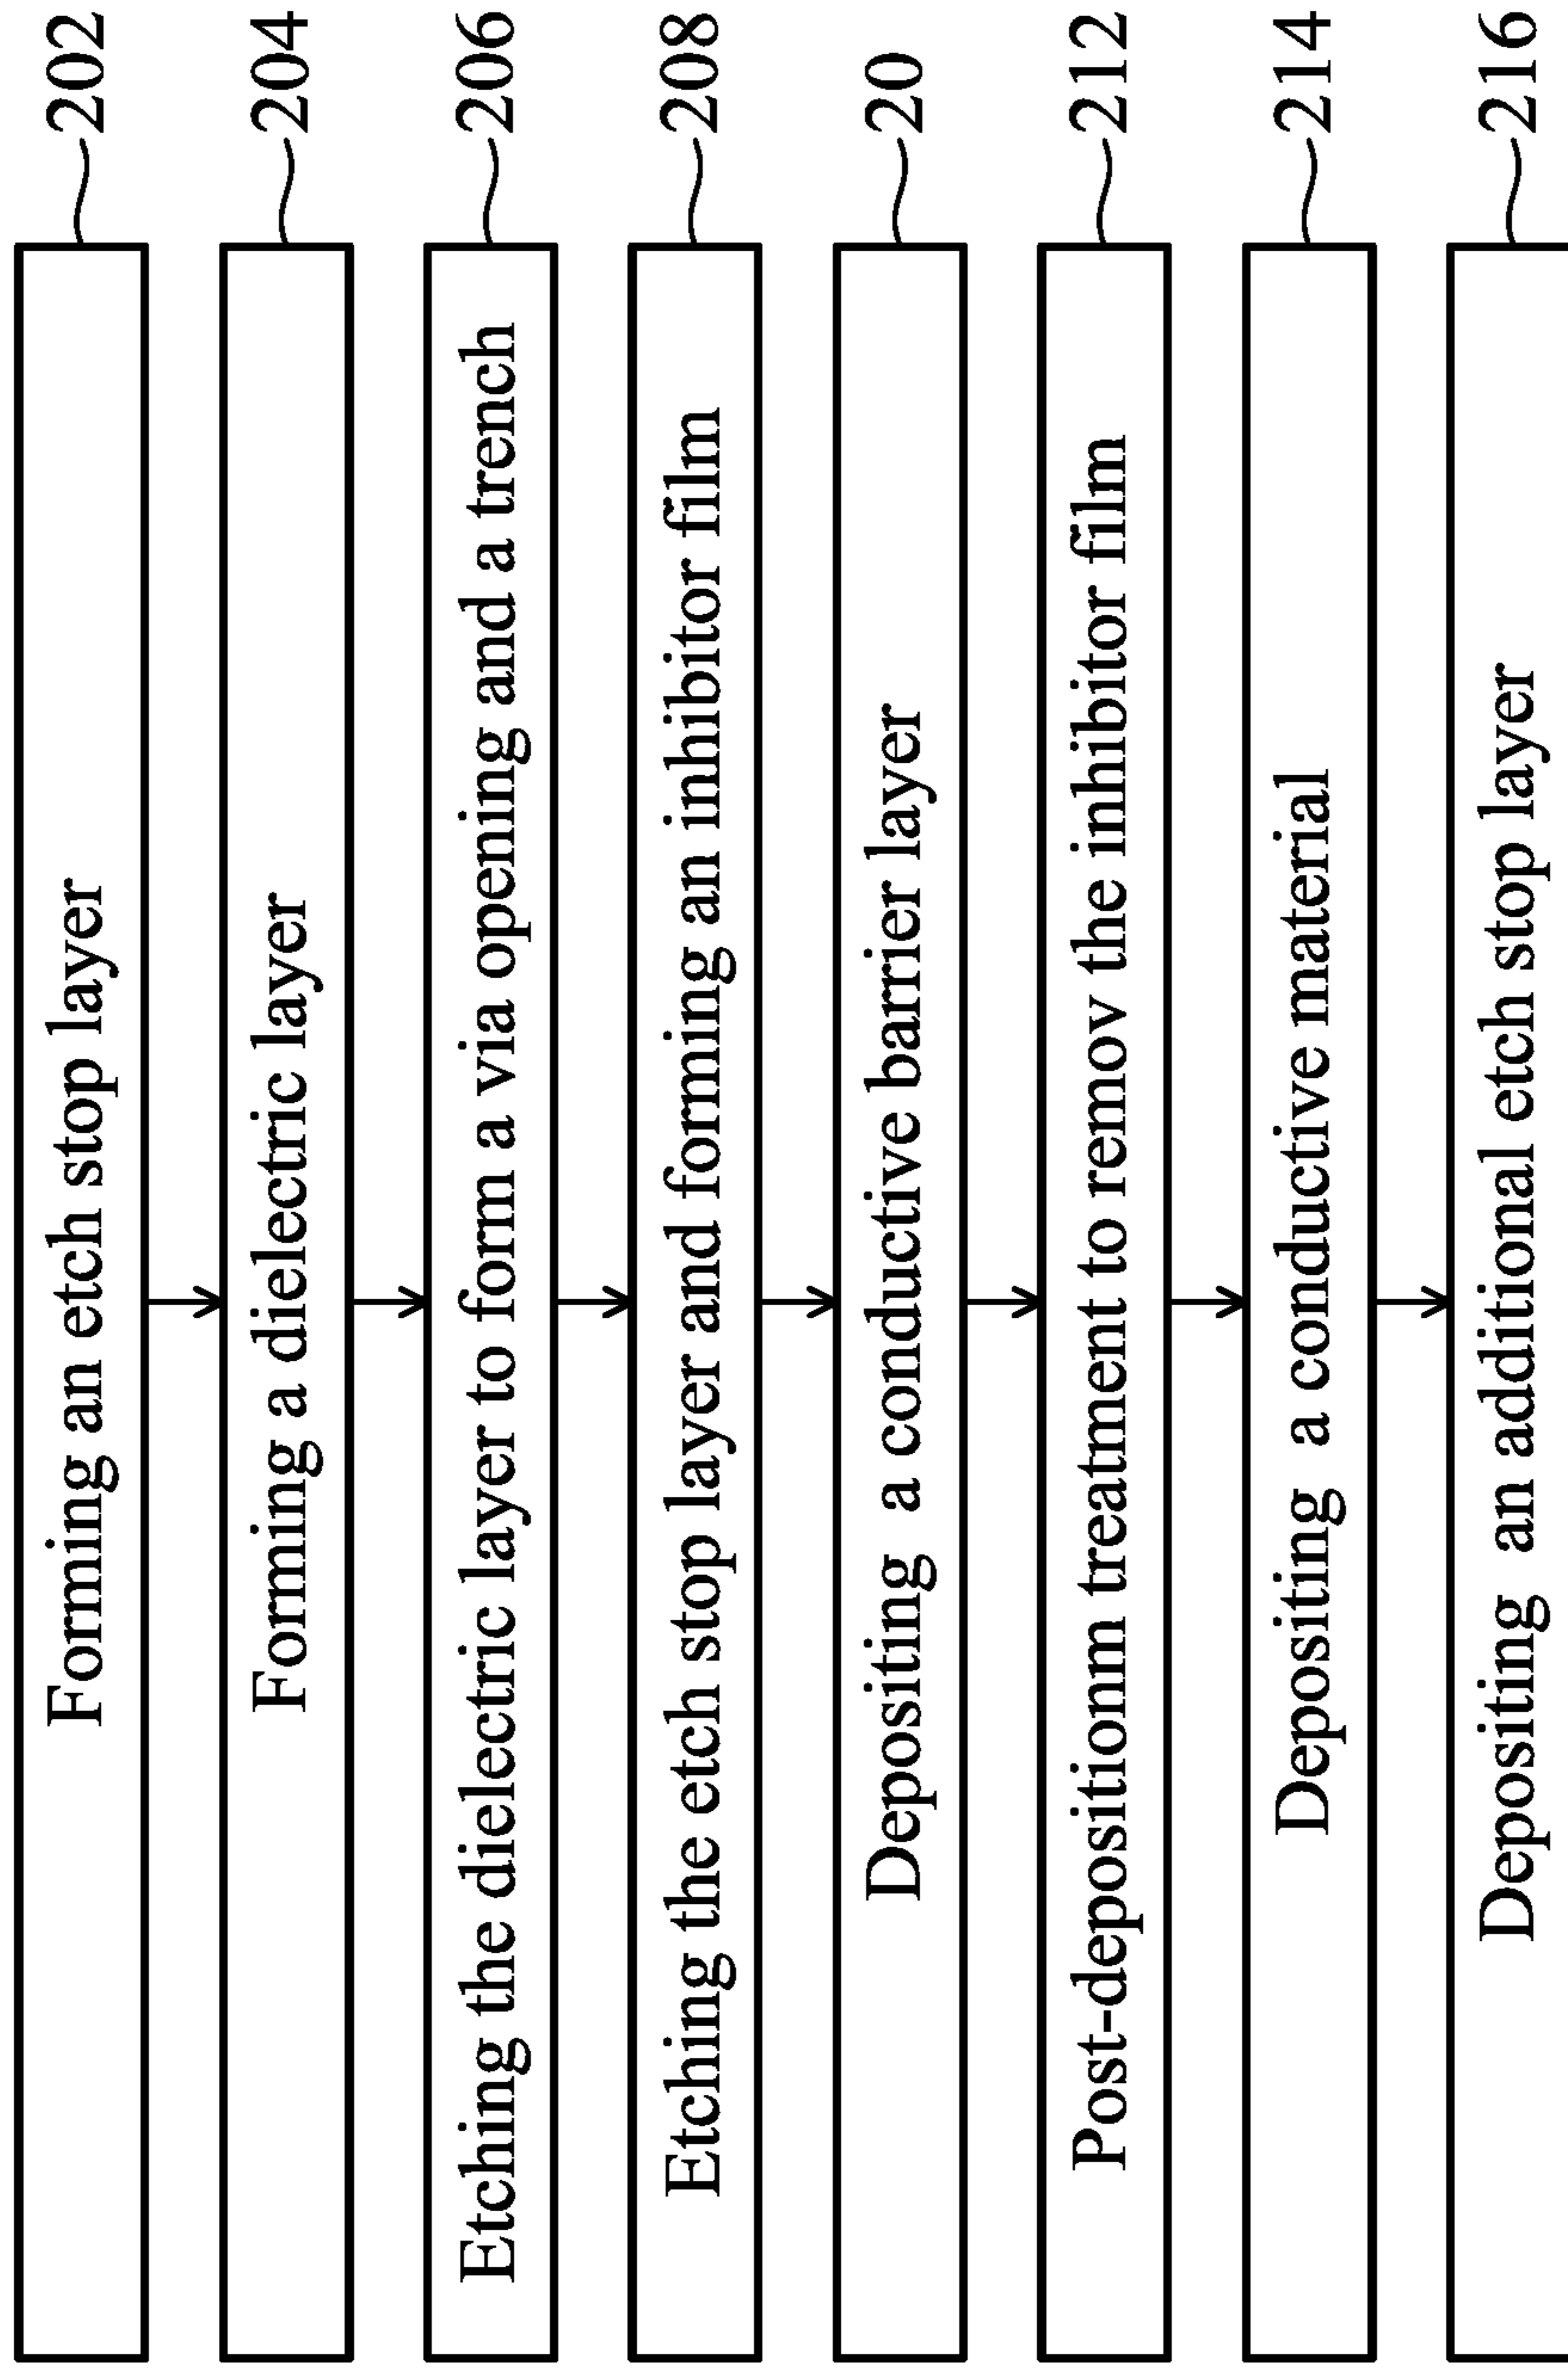 Forming an etch stop layer 202
Forming a dielectric layer 204
Etching the dielectric layer to form a via opening and a trench 206
Etching the etch stop layer and forming an inhibitor film 208
Depositing a conductive barrier layer 20
Post-depositionm treatment to remov the inhibitor film 212
Depositing a conductive material 214
Depositing an additional etch stop layer 216